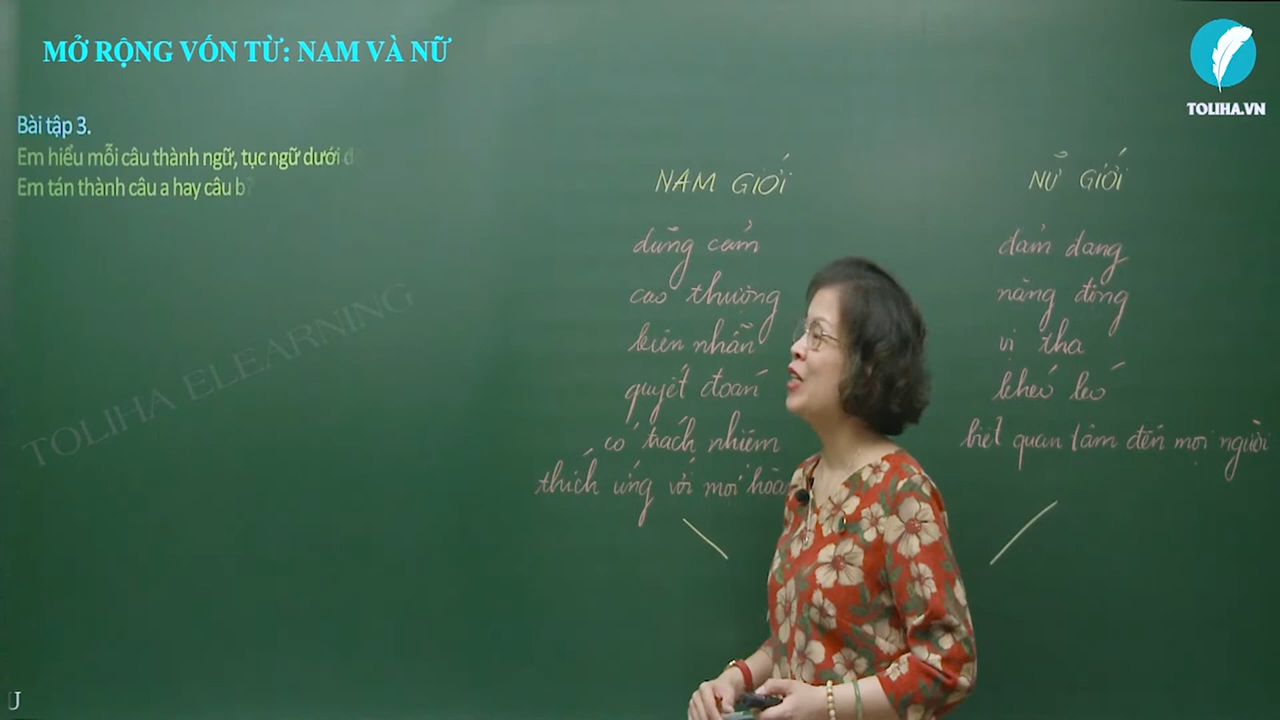 MỞ RỘNG VỐN TỪ: NAM VÀ NỮ
TOLIHA.VN
Bài tập 3.
Em hiểu mỗi câu thành ngữ, tục ngữ dưới
Em tán thành câu a hay câu b
NAM GIỚI
dũng cảm
cao thượng
kiên nhẫn
quyết đoán
có trách nhiệm
thích ứng với mọi hoàn
NỮ GIỚI
đảm đang
năng động
vị tha
khéo léo
biết quan tâm đến mọi người
TOLIHA ELEARNING
U